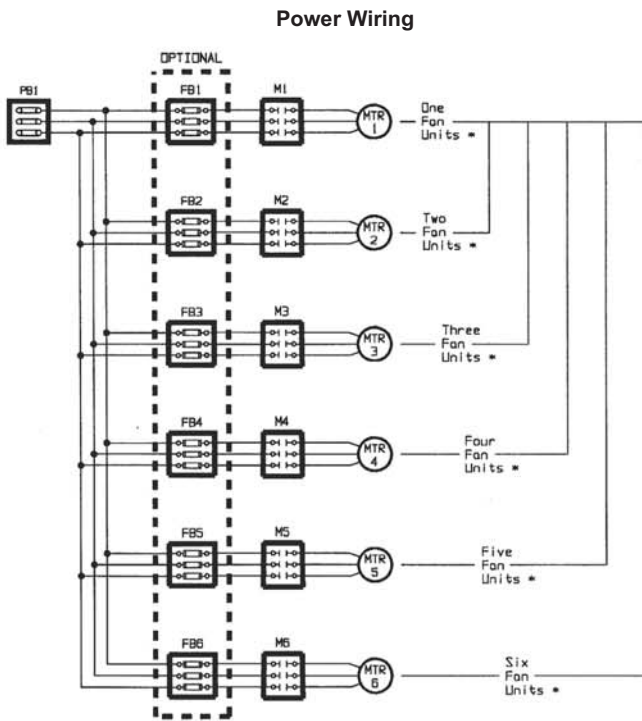 Power Wiring
OPTIONAL
PB1
FB1
M1
MTR
1
One
Fan
Units *
FB2
M2
MTR
2
Two
Fan
Units *
FB3
M3
MTR
3
Three
Fan
Units *
FB4
M4
MTR
4
Four
Fan
Units *
FB5
M5
MTR
5
Five
Fan
Units *
FB6
M6
MTR
6
Six
Fan
Units *